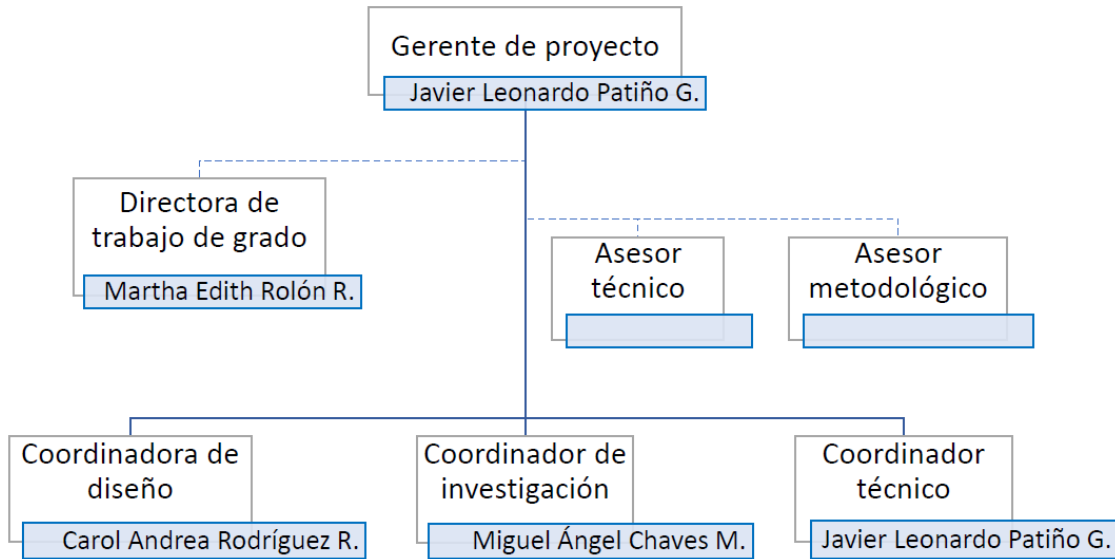 Gerente de proyecto
Javier Leonardo Patiño G.
Directora de
trabajo de grado
Martha Edith Rolón R.
Asesor
técnico
Asesor
metodológico
Coordinadora de
diseño
Carol Andrea Rodríguez R.
Coordinador de
investigación
Miguel Ángel Chaves M.
Coordinador
técnico
Javier Leonardo Patiño G.